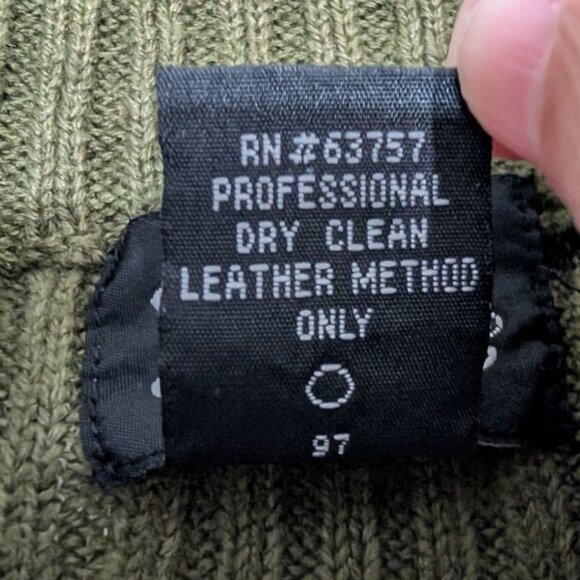 RN#63757
PROFESSIONAL
DRY CLEAN
LEATHER METHOD
ONLY
97